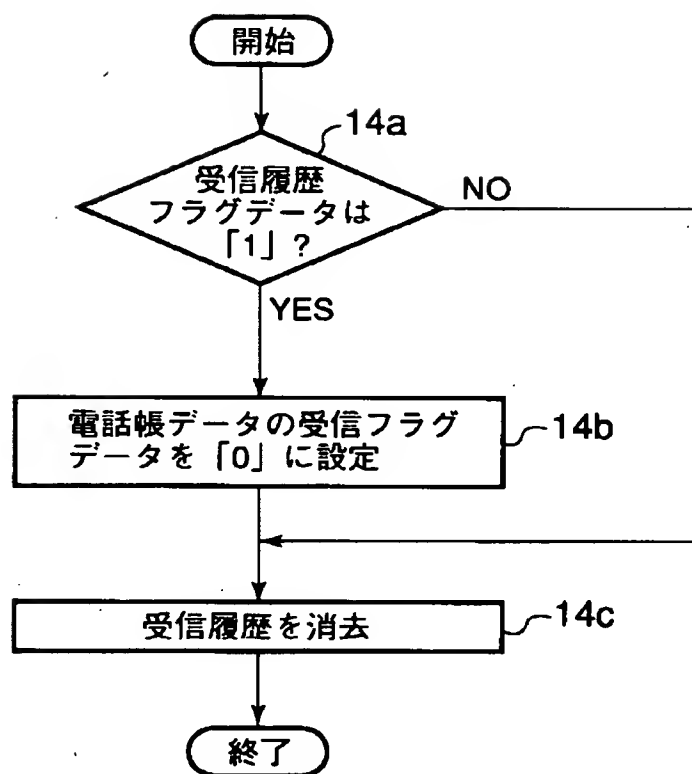 開始
14a
受信履歴
フラグデータは
「1」?
NO
YES
電話帳データの受信フラグ
データを「0」に設定
14b
受信履歴を消去
14c
終了